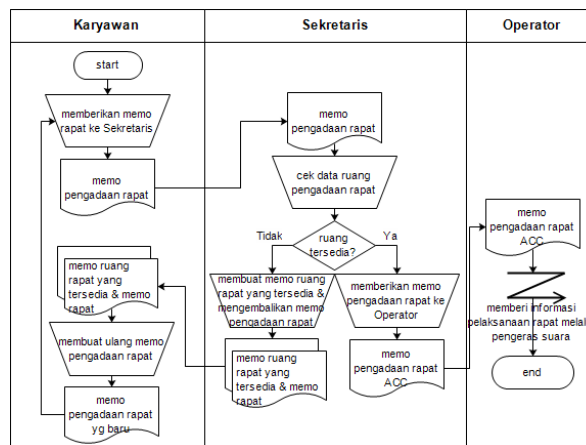 Karyawan
Sekretaris
Operator
start
memberikan memo
rapat ke Sekretaris
memo
pengadaan rapat
memo ruang
rapat yang
tersedia & memo
rapat
membuat ulang memo
pengadaan rapat
memo
pengadaan rapat
yg baru
memo
pengadaan rapat
cek data ruang
pengadaan rapat
ruang
tersedia?
Tidak
Ya
membuat memo ruang
rapat yang tersedia &
mengembalikan memo
pengadaan rapat
memo ruang
rapat yang
tersedia & memo
rapat
memberikan memo
pengadaan rapat ke
Operator
memo
pengadaan rapat
ACC
memo
pengadaan rapat
ACC
memberi informasi
pelaksanaan rapat melal
pengeras suara
end